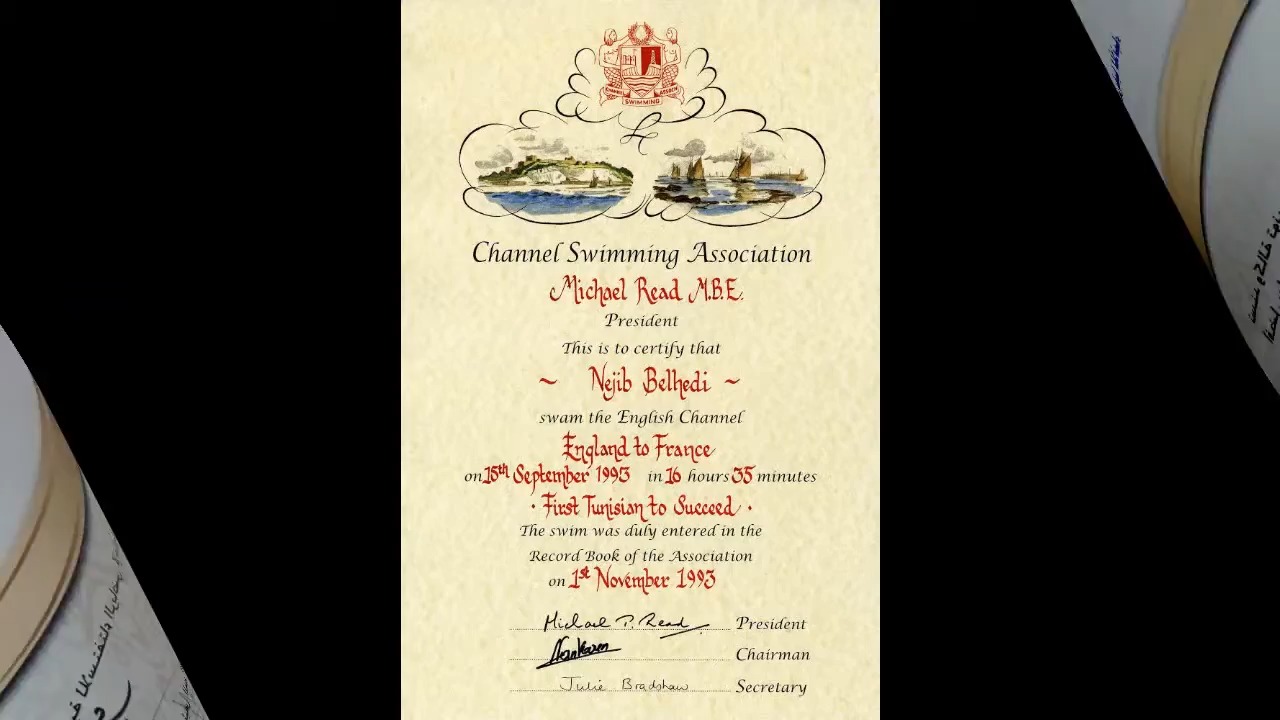 CHANNEL SWIMMING ASSOCN
Channel Swimming Association
Michael Read M.B.E.
President
This is to certify that
~ Nejib Belhedi ~
swam the English Channel
England to France
on 15th September 1993 in 16 hours 35 minutes
· First Tunisian to Succeed ·
The swim was duly entered in the
Record Book of the Association
on 1st November 1993
Michael P. Read President
Chairman
Julie Bradshaw Secretary